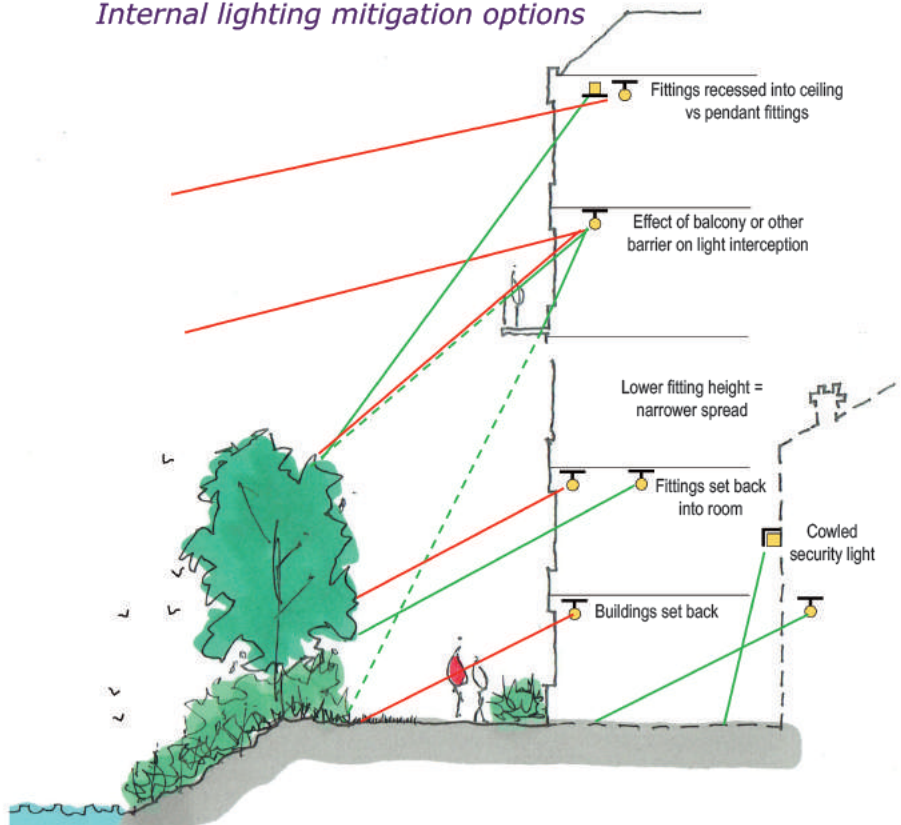 Internal lighting mitigation options
Fittings recessed into ceiling
vs pendant fittings
Effect of balcony or other
barrier on light interception
Lower fitting height =
narrower spread
Fittings set back
into room
Cowled
security light
Buildings set back